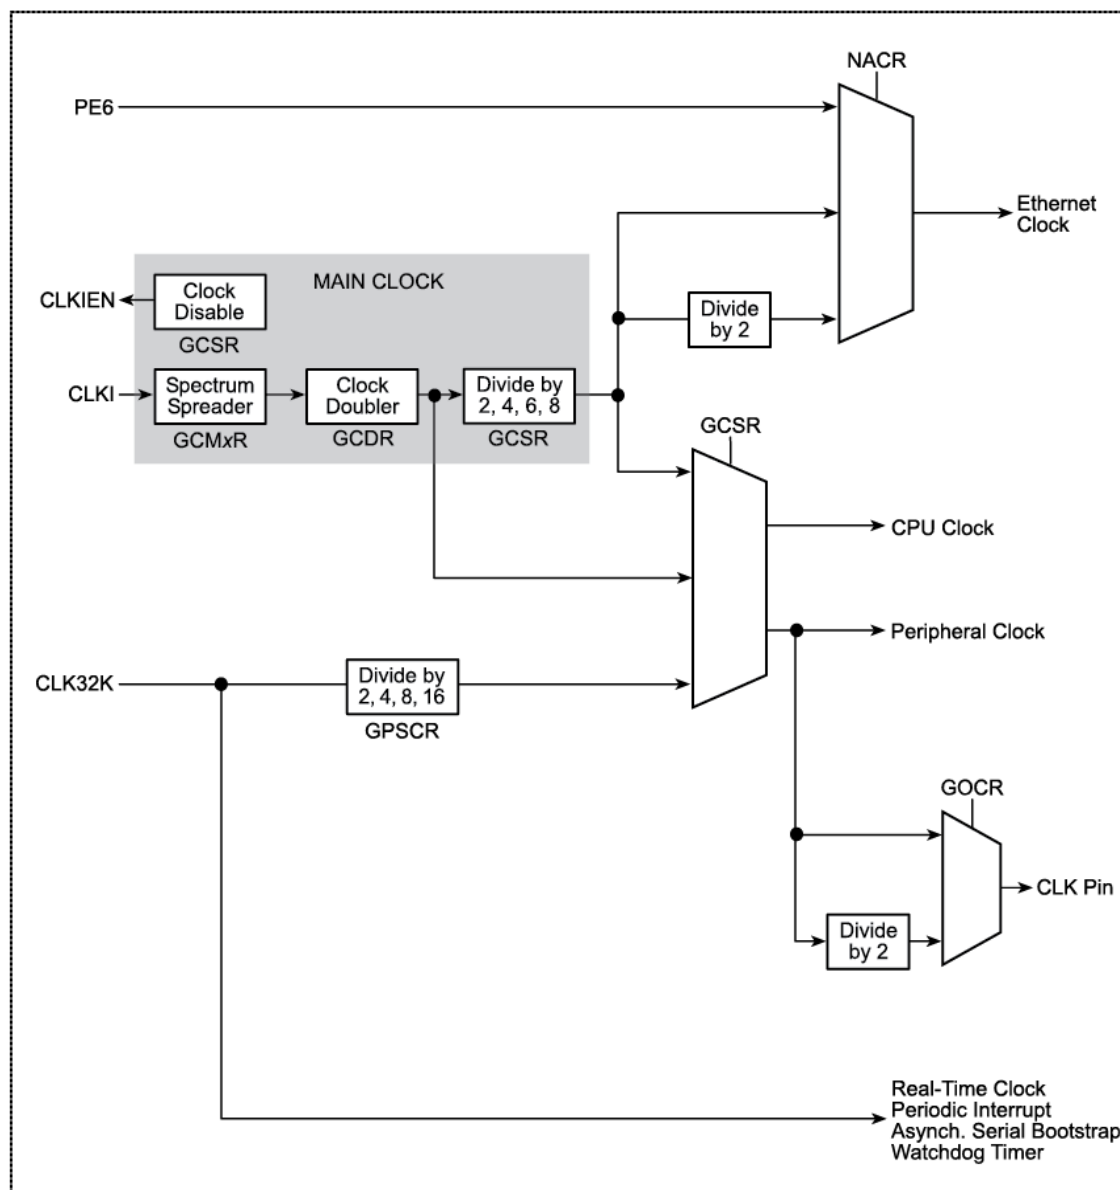 NACR
PE6
Ethernet
Clock
MAIN CLOCK
CLKIEN
Clock
Disable
GCSR
Divide
by 2
CLKI
Spectrum
Spreader
GCMxR
Clock
Doubler
GCDR
Divide by
2, 4, 6, 8
GCSR
GCSR
CPU Clock
Peripheral Clock
CLK32K
Divide by
2, 4, 8, 16
GPSCR
GOCR
CLK Pin
Divide
by 2
Real-Time Clock
Periodic Interrupt
Asynch. Serial Bootstrap
Watchdog Timer